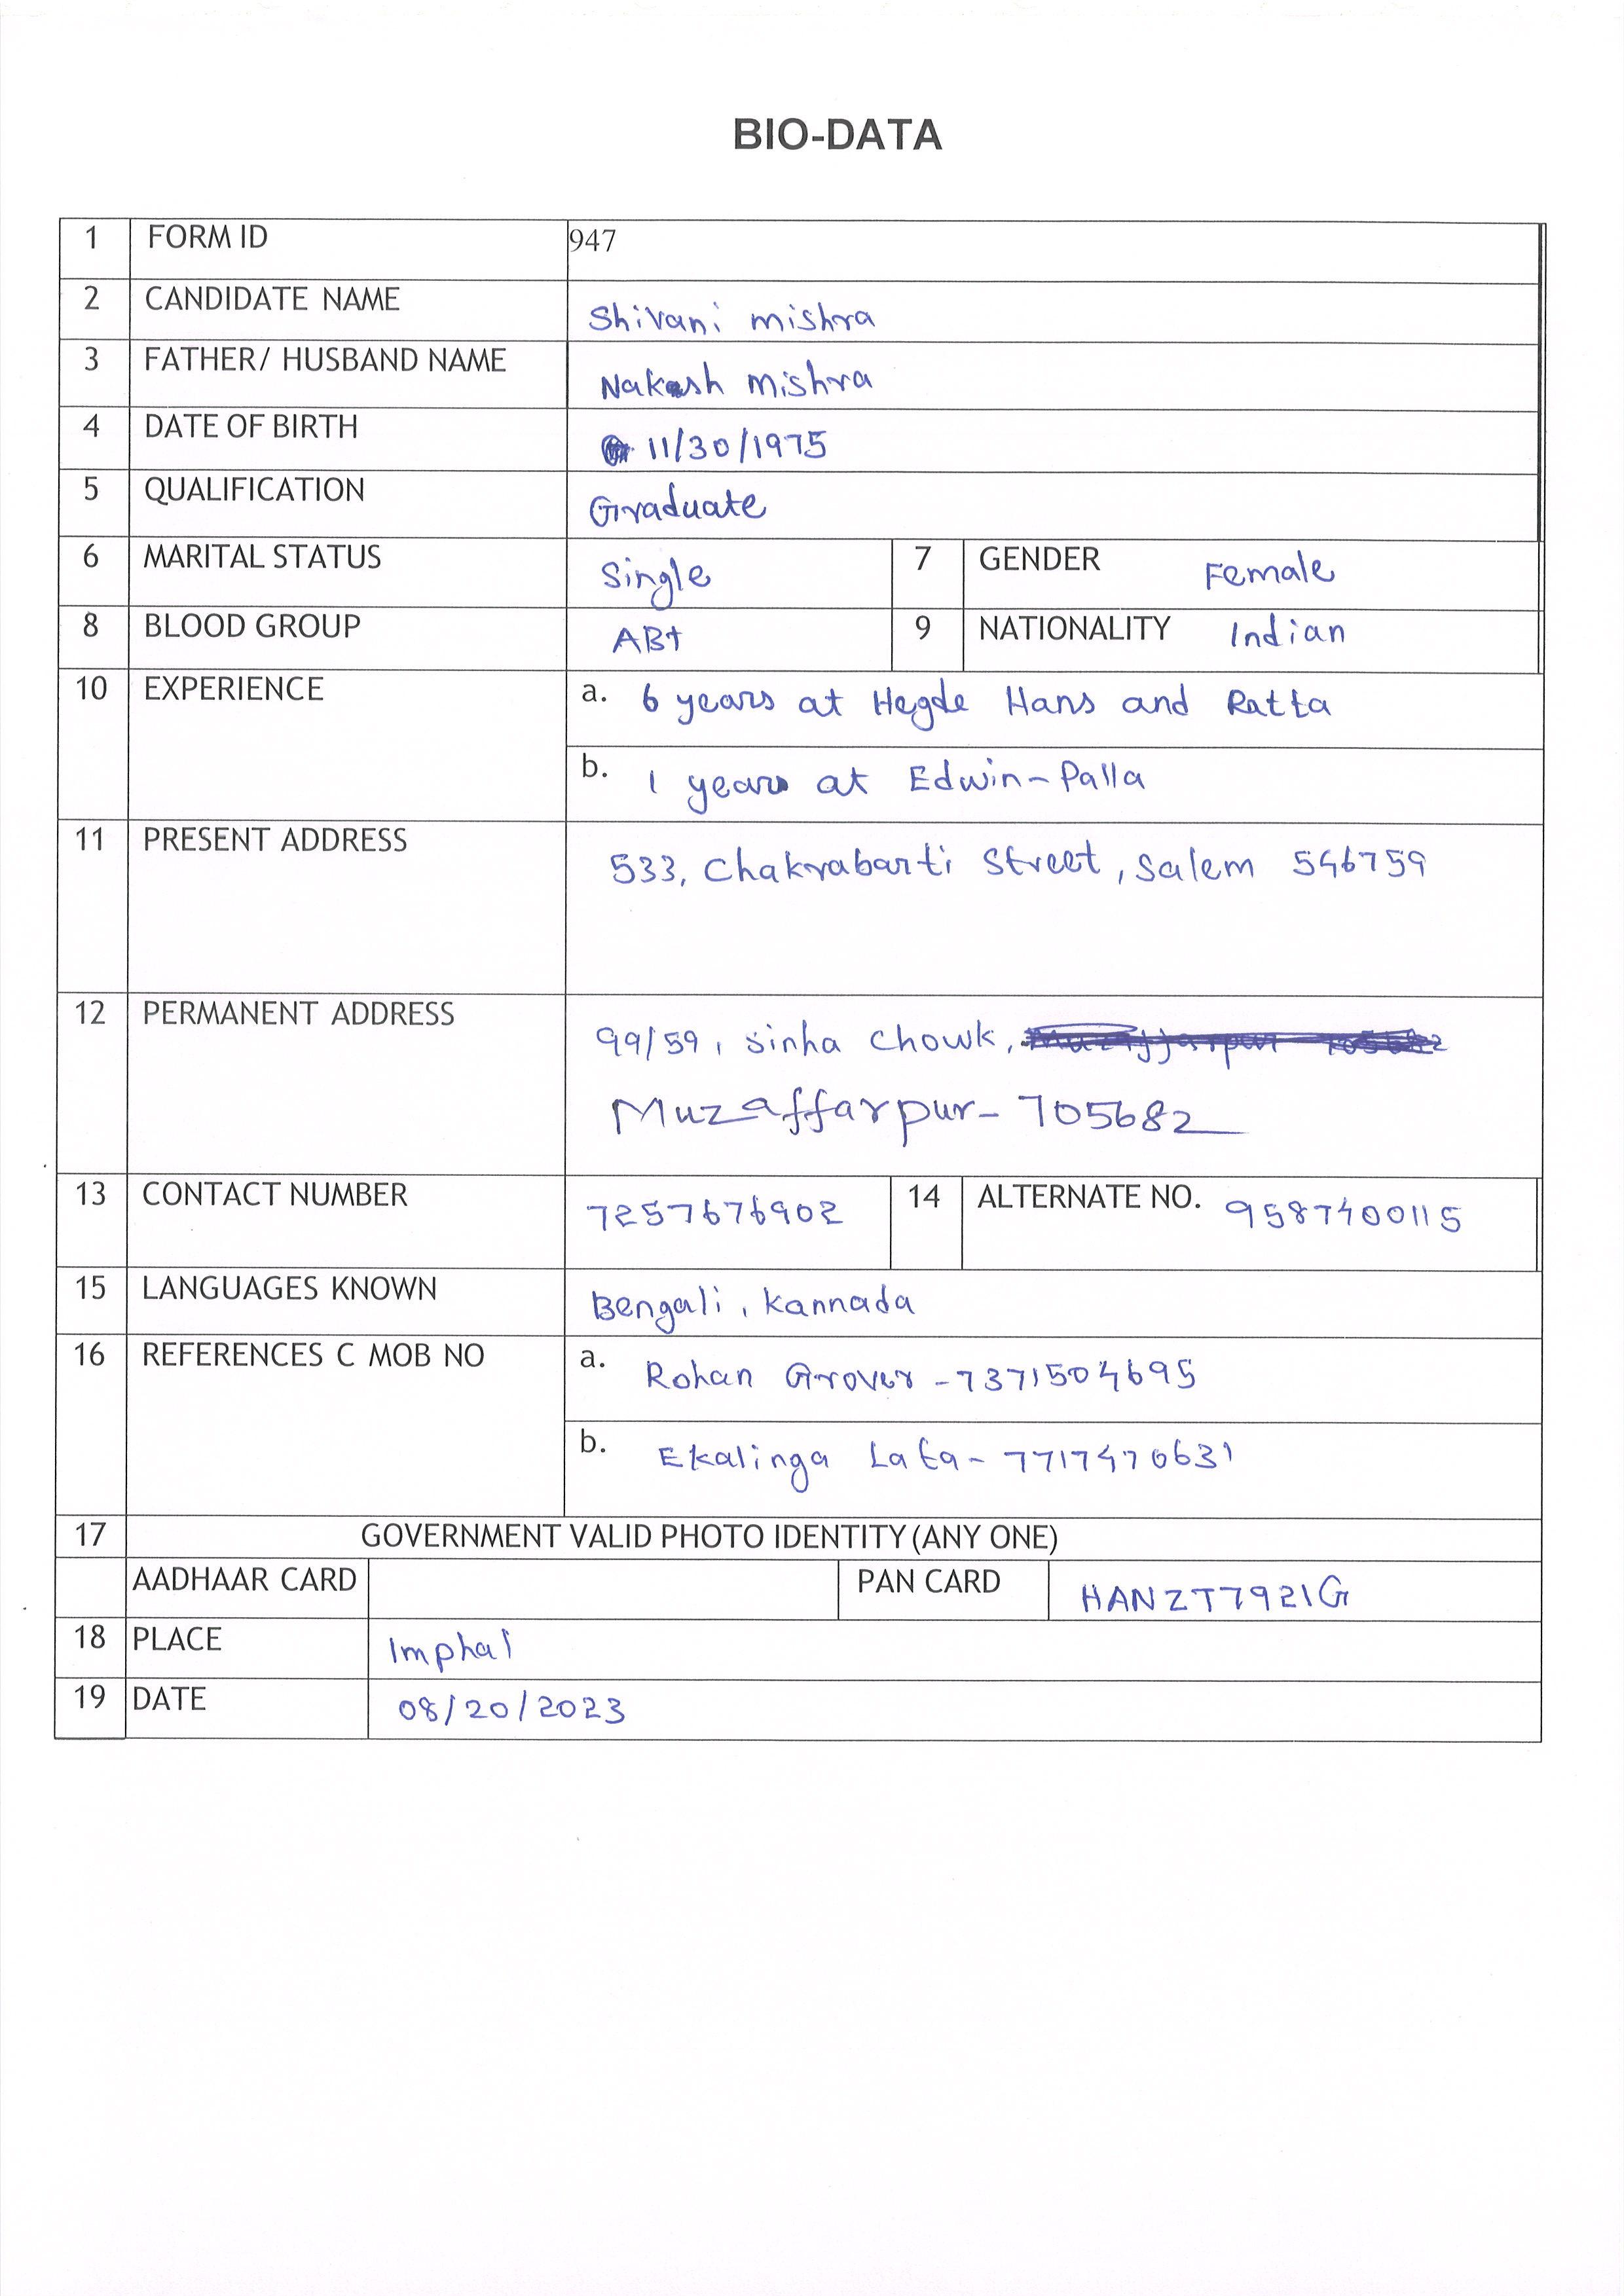 BIO-DATA
1 FORM ID 947
2 CANDIDATE NAME Shivani mishra
3 FATHER/ HUSBAND NAME Nakash Mishra
4 DATE OF BIRTH 11/30/1975
5 QUALIFICATION Graduate
6 MARITAL STATUS Single 7 GENDER Female
8 BLOOD GROUP AB+ 9 NATIONALITY Indian
10 EXPERIENCE a. 6 years at Hegde Hans and Ratta
b. 1 years at Edwin-Palla
11 PRESENT ADDRESS 533, Chakrabarti Street, Salem 546759
12 PERMANENT ADDRESS 99/59, Sinha Chowk,
Muzaffarpur- 705682
13 CONTACT NUMBER 7257676902 14 ALTERNATE NO. 9587400115
15 LANGUAGES KNOWN Bengali, Kannada
16 REFERENCES C MOB NO a. Rohan Grover -7371504695
b. Ekalinga Lata- 7717470631
17 GOVERNMENT VALID PHOTO IDENTITY (ANY ONE)
AADHAAR CARD PAN CARD HANZT7921G
18 PLACE Imphal
19 DATE 08/20/2023